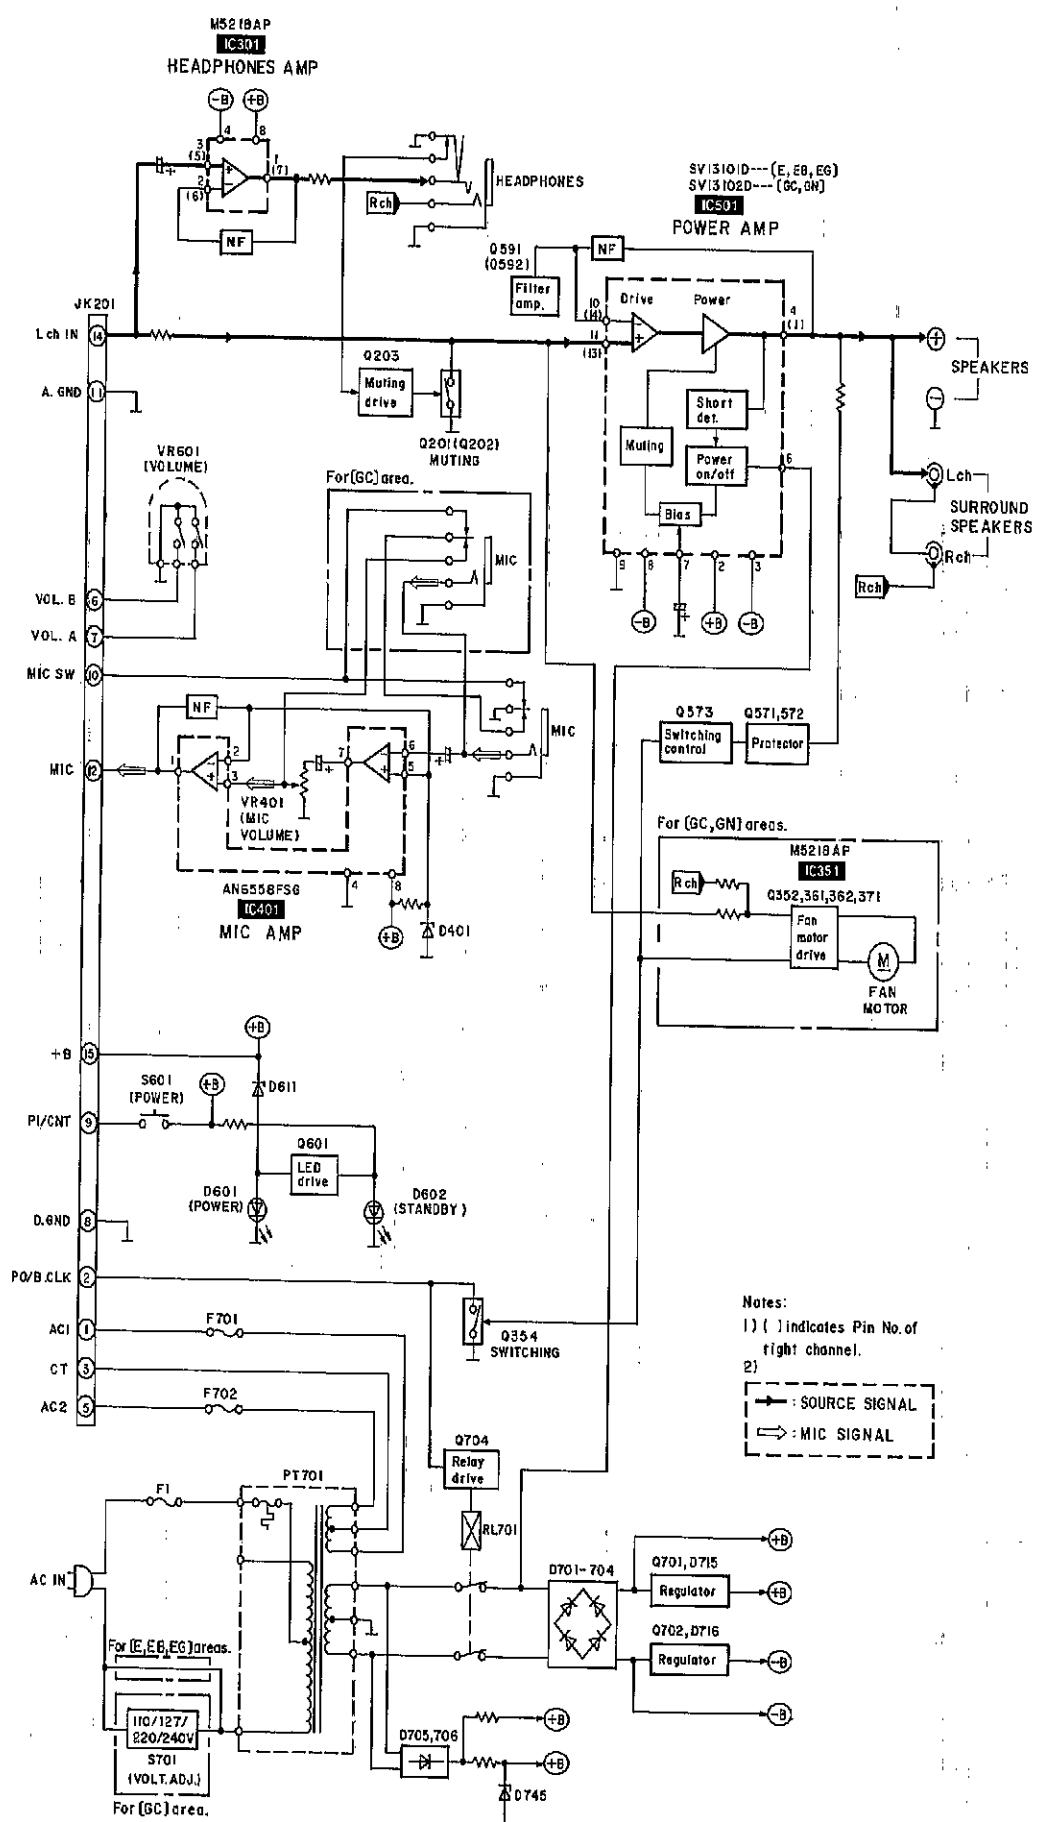 M5218AP
IC301
HEADPHONES AMP
-B
+B
4
8
3
(5)
2
(6)
1
(7)
+
-
NF
HEADPHONES
Rch
SV13101D---(E, EB, EG)
SV13102D---(GC, GN)
IC501
POWER AMP
Q591
(Q592)
Filter
amp.
NF
Drive
Power
10
(14)
11
(13)
4
(1)
JK201
Lch IN
14
A. GND
11
Q203
Muting
drive
Q201(Q202)
MUTING
Short
det.
Muting
Power
on/off
6
Bias
9
8
7
2
3
-B
+B
-B
+
-
SPEAKERS
Lch
SURROUND
SPEAKERS
Rch
Rch
VR601
(VOLUME)
For[GC]area.
MIC
VOL. B
6
VOL. A
7
MIC SW
10
NF
MIC
MIC
12
1
2
3
7
6
5
VR401
(MIC
VOLUME)
4
8
AN6558FSG
IC401
MIC AMP
+B
D401
Q573
Switching
control
Q571,572
Protector
For [GC,GN] areas.
M5218AP
IC351
Q352,361,362,371
Rch
Fan
motor
drive
M
FAN
MOTOR
+B
+B
15
S601
(POWER)
+B
D611
P1/CNT
9
Q601
LED
drive
D601
(POWER)
D602
(STANDBY)
D.GND
8
PO/B.CLK
2
AC1
1
F701
Q354
SWITCHING
CT
3
AC2
5
F702
Notes:
1) ( ) indicates Pin No. of
right channel.
2)
: SOURCE SIGNAL
: MIC SIGNAL
Q704
Relay
drive
RL701
F1
PT701
AC IN
D701-704
+B
Q701, D715
Regulator
+B
Q702, D716
Regulator
-B
-B
For [E,EB,EG]areas.
110/127/
220/240V
S701
(VOLT.ADJ.)
For[GC]area.
D705,706
+B
+B
D745